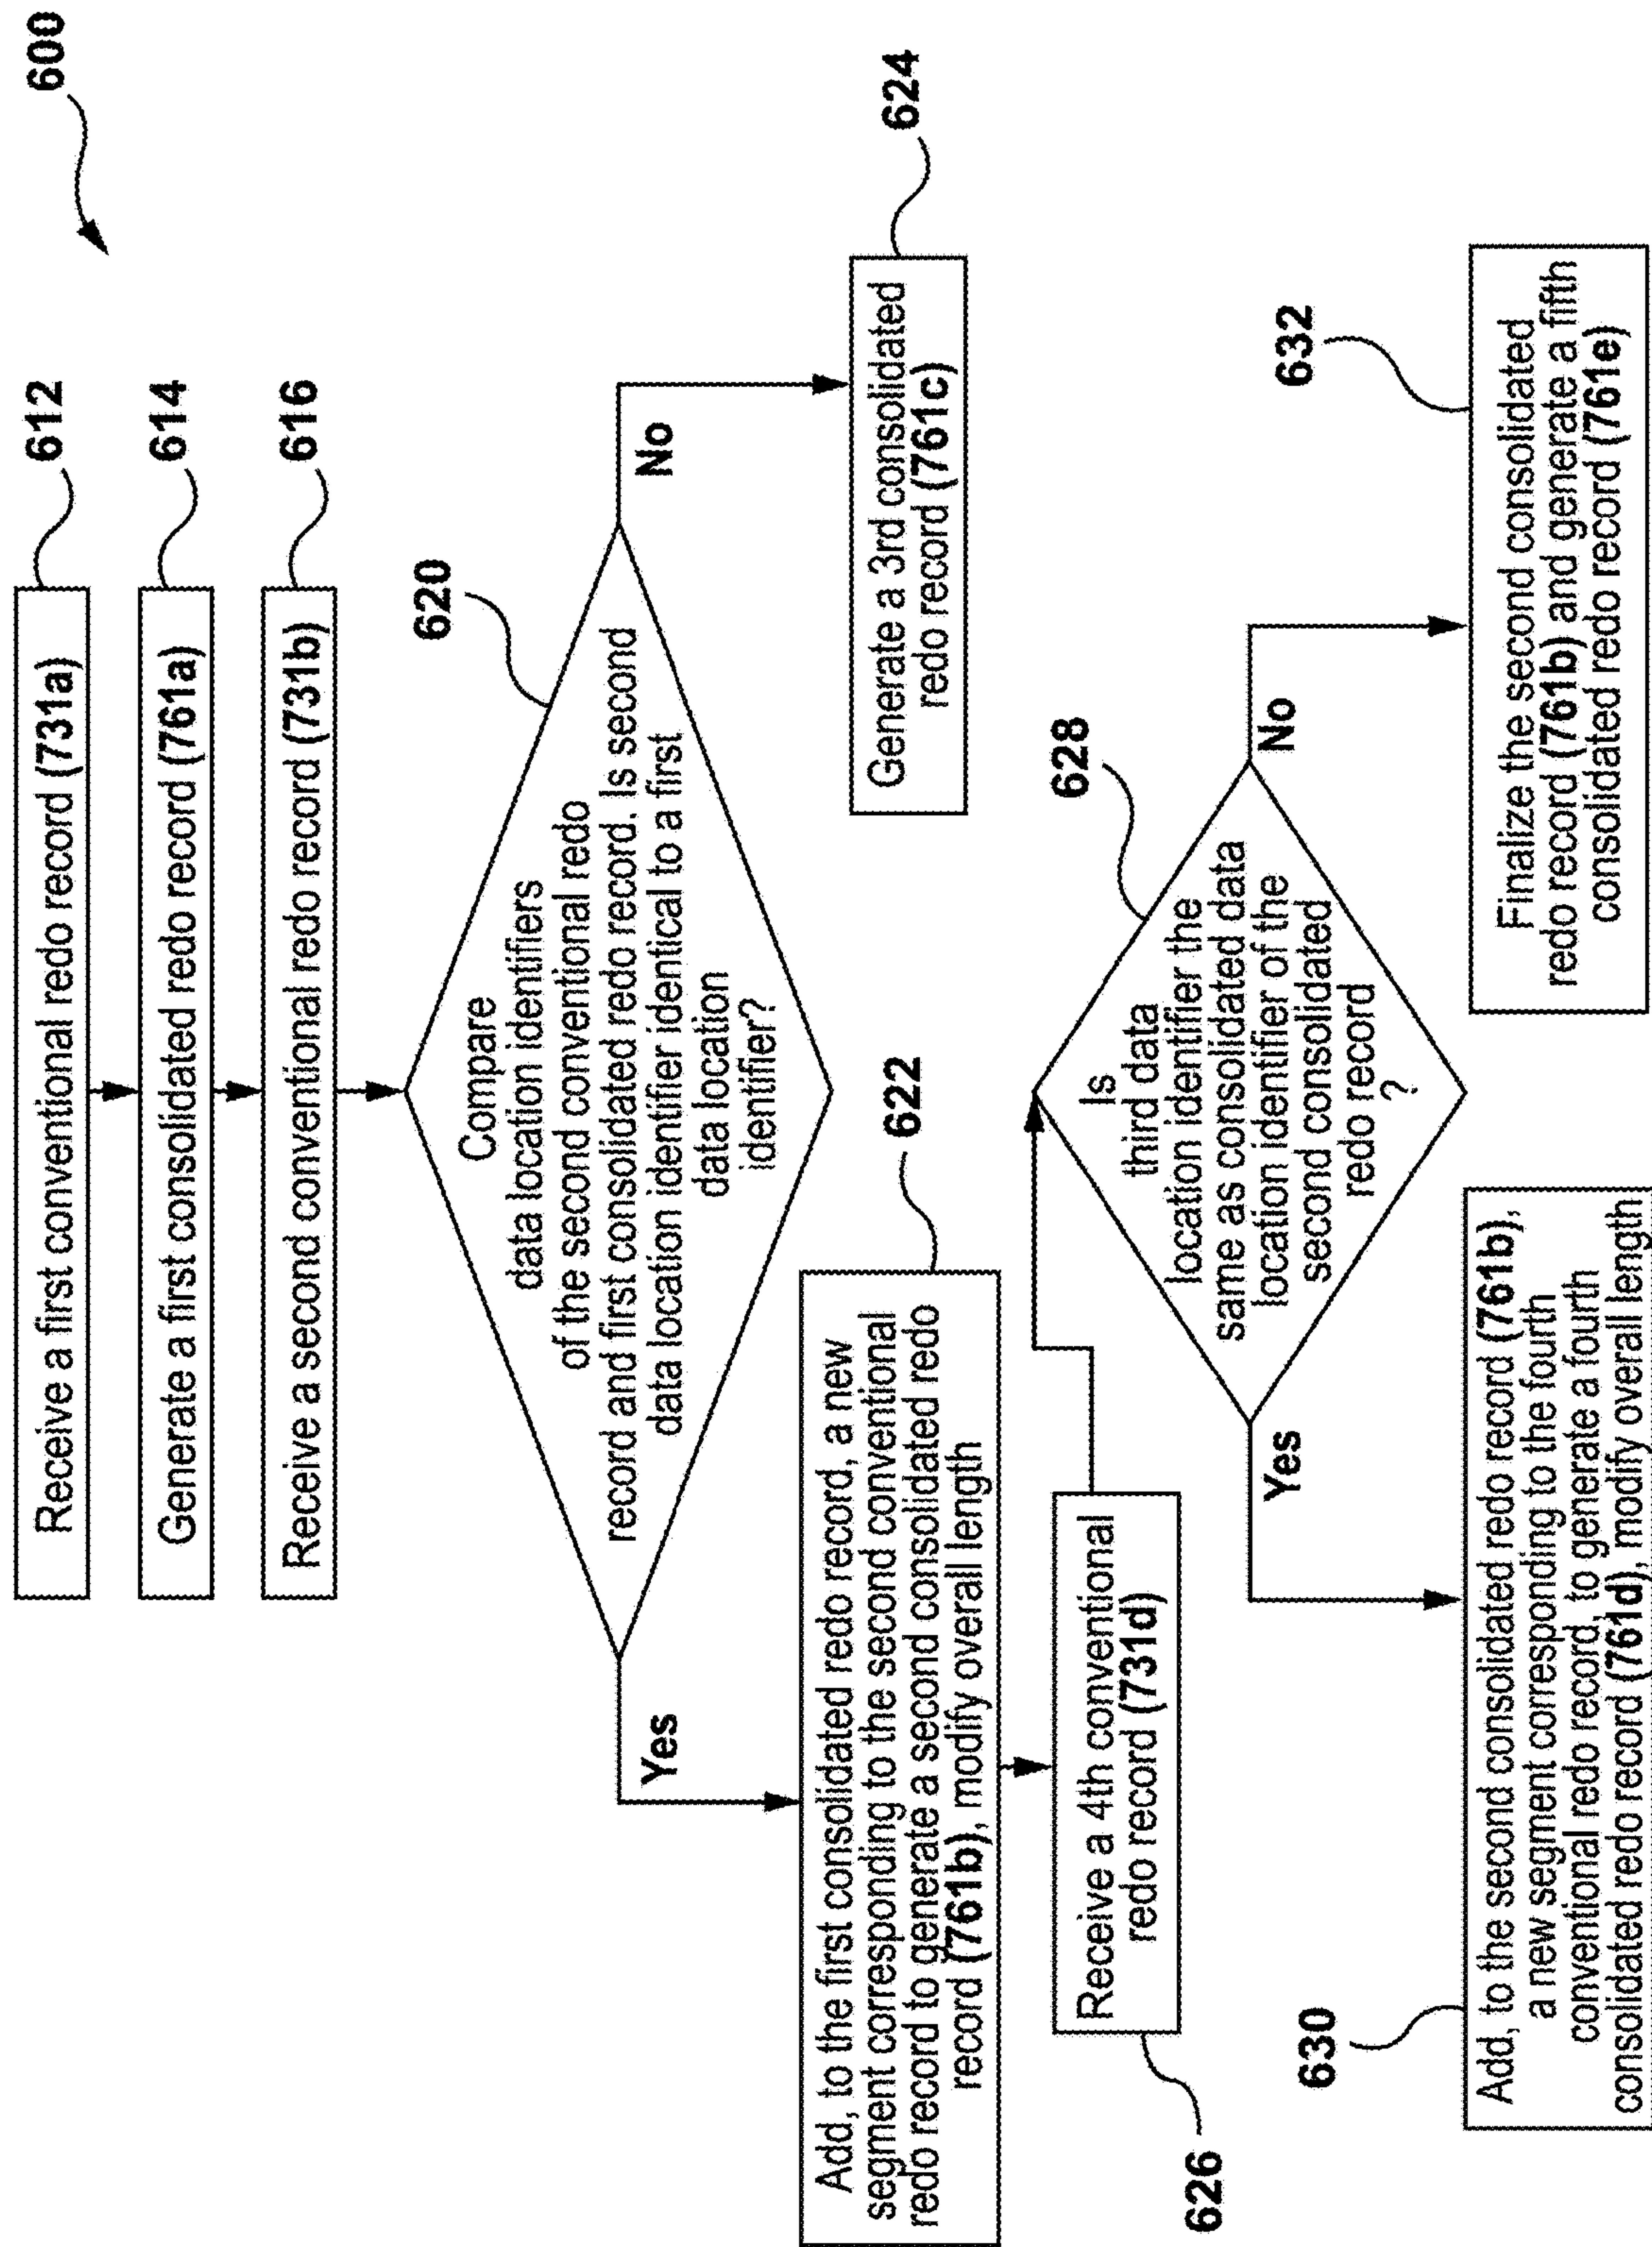 600
Receive a first conventional redo record (731a)
612
Generate a first consolidated redo record (761a)
614
Receive a second conventional redo record (731b)
616
Compare
data location identifiers
of the second conventional redo
record and first consolidated redo record. Is second
data location identifier identical to a first
data location
identifier?
620
Yes
No
Add, to the first consolidated redo record, a new
segment corresponding to the second conventional
redo record to generate a second consolidated redo
record (761b), modify overall length
622
Generate a 3rd consolidated
redo record (761c)
624
Receive a 4th conventional
redo record (731d)
626
Is
third data
location identifier the
same as consolidated data
location identifier of the
second consolidated
redo record
?
628
Yes
No
Add, to the second consolidated redo record (761b),
a new segment corresponding to the fourth
conventional redo record, to generate a fourth
consolidated redo record (761d), modify overall length
630
Finalize the second consolidated
redo record (761b) and generate a fifth
consolidated redo record (761e)
632